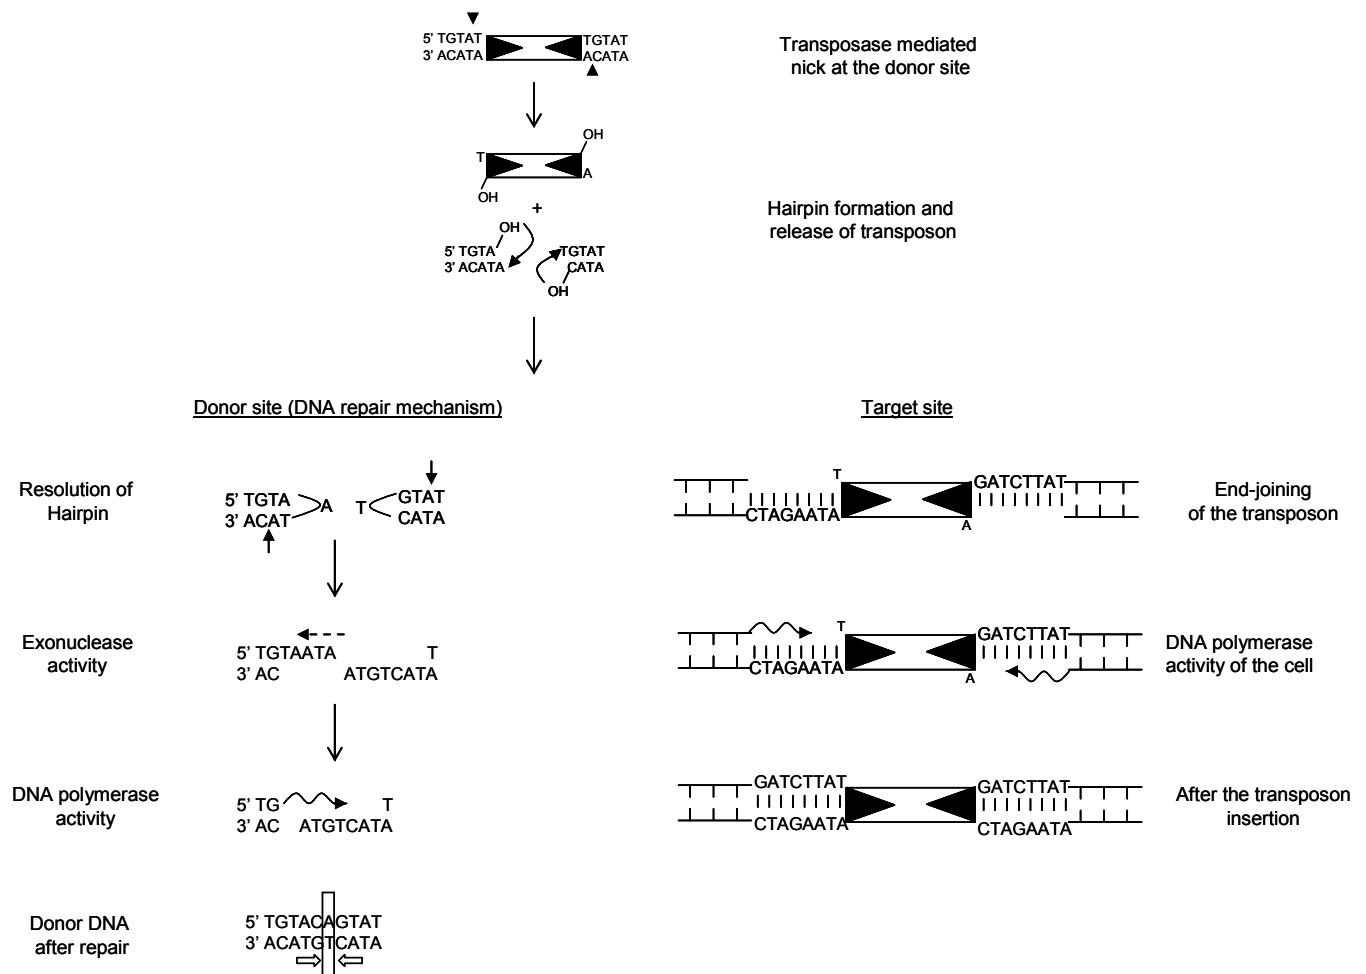 5' TGTAT
3' ACATA
TGTAT
ACATA
Transposase mediated
nick at the donor site
OH
T
A
OH
+
Hairpin formation and
release of transposon
OH
5' TGTA
3' ACATA
TGTAT
CATA
OH
Donor site (DNA repair mechanism)
Target site
Resolution of
Hairpin
5' TGTA
3' ACAT
A
T
GTAT
CATA
T
GATCTTAT
CTAGAATA
A
End-joining
of the transposon
Exonuclease
activity
5' TGTAATA
3' AC
T
ATGTCATA
T
GATCTTAT
CTAGAATA
A
DNA polymerase
activity of the cell
DNA polymerase
activity
5' TG
3' AC
T
ATGTCATA
GATCTTAT
CTAGAATA
GATCTTAT
CTAGAATA
After the transposon
insertion
Donor DNA
after repair
5' TGTACAGTAT
3' ACATGTCATA